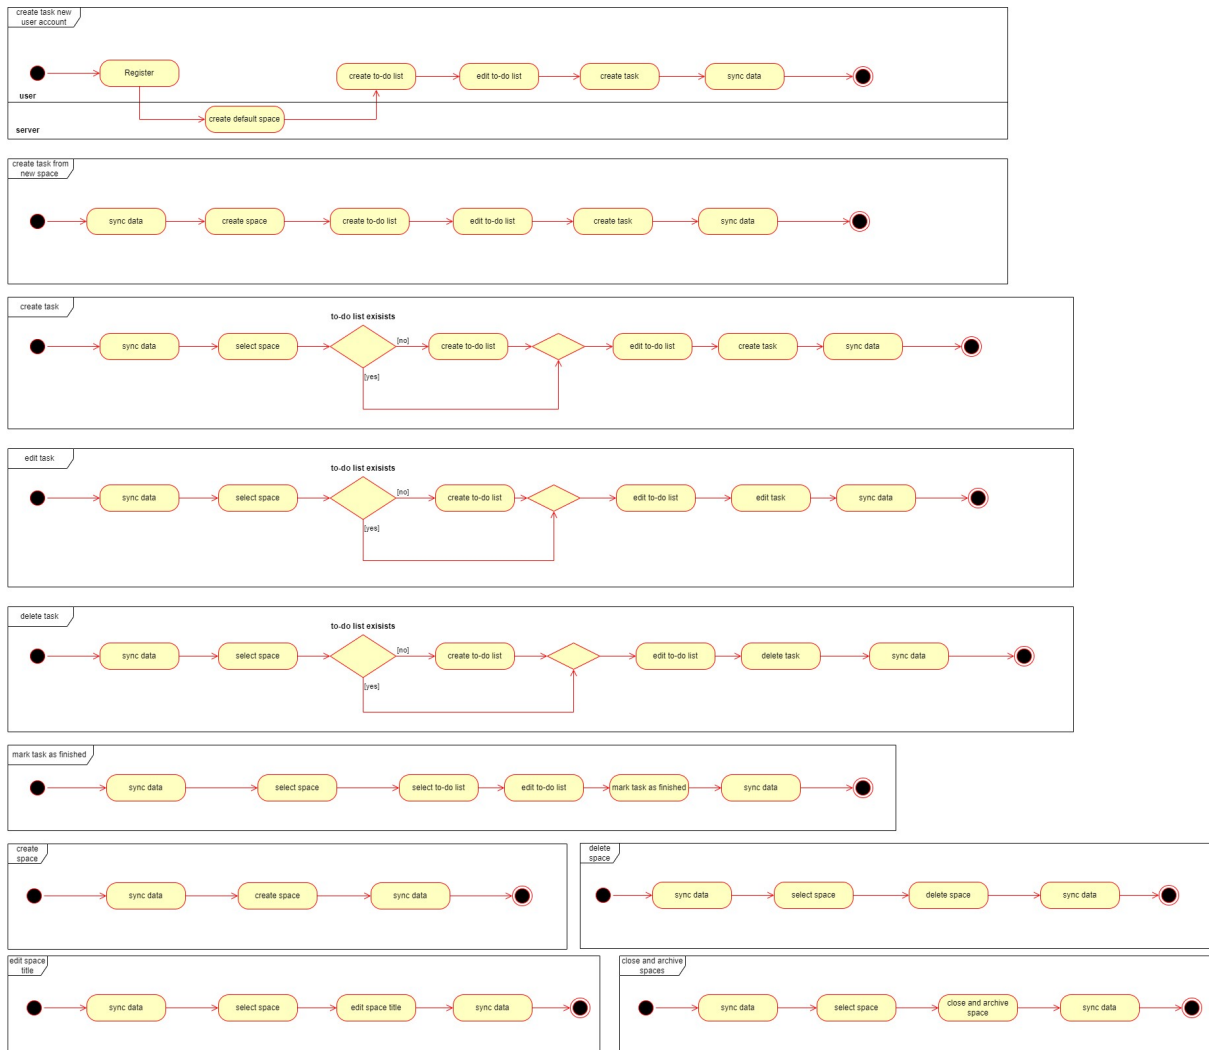 create task new
user account
Register
create to-do list
edit to-do list
create task
sync data
user
create default space
server
create task from
new space
sync data
create space
create to-do list
edit to-do list
create task
sync data
create task
to-do list exisists
sync data
select space
[no]
create to-do list
edit to-do list
create task
sync data
[yes]
edit task
to-do list exisists
sync data
select space
[no]
create to-do list
edit to-do list
edit task
sync data
[yes]
delete task
to-do list exisists
sync data
select space
[no]
create to-do list
edit to-do list
delete task
sync data
[yes]
mark task as finished
sync data
select space
select to-do list
edit to-do list
mark task as finished
sync data
create
space
sync data
create space
sync data
delete
space
sync data
select space
delete space
sync data
edit space
title
sync data
select space
edit space title
sync data
close and archive
spaces
sync data
select space
close and archive
space
sync data